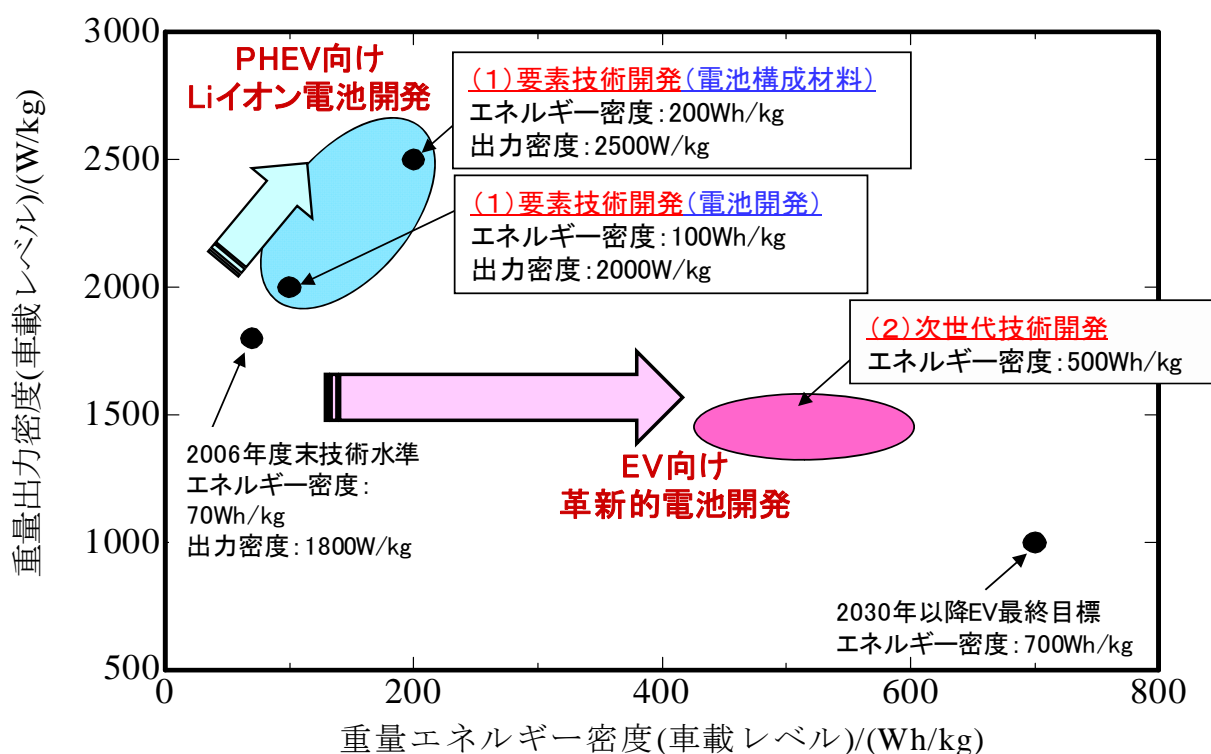 3000
2500
2000
1500
1000
500
0
200
400
600
800
重量出力密度(車載レベル)/(W/kg)
重量エネルギー密度(車載レベル)/(Wh/kg)
PHEV向け
Liイオン電池開発
(1)要素技術開発(電池構成材料)
エネルギー密度:200Wh/kg
出力密度:2500W/kg
(1)要素技術開発(電池開発)
エネルギー密度:100Wh/kg
出力密度:2000W/kg
(2)次世代技術開発
エネルギー密度:500Wh/kg
2006年度末技術水準
エネルギー密度:
70Wh/kg
出力密度:1800W/kg
EV向け
革新的電池開発
2030年以降EV最終目標
エネルギー密度:700Wh/kg